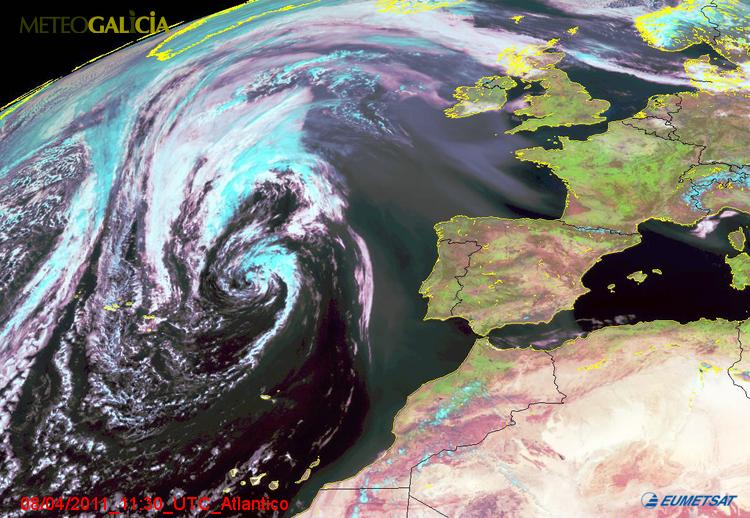 METEOGALICIA
08/04/2011_11:30_UTC_Atlantico
EUMETSAT